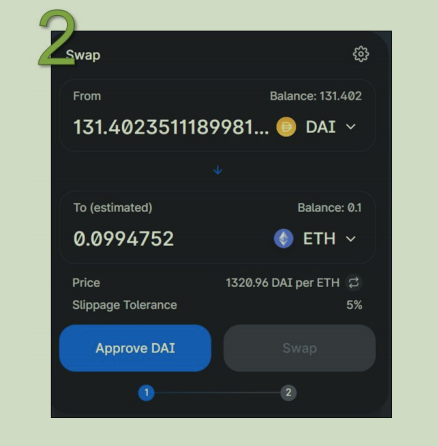 2
Swap
From Balance: 131.402
131.4023511189981... DAI
To (estimated) Balance: 0.1
0.0994752 ETH
Price 1320.96 DAI per ETH
Slippage Tolerance 5%
Approve DAI Swap
1 2